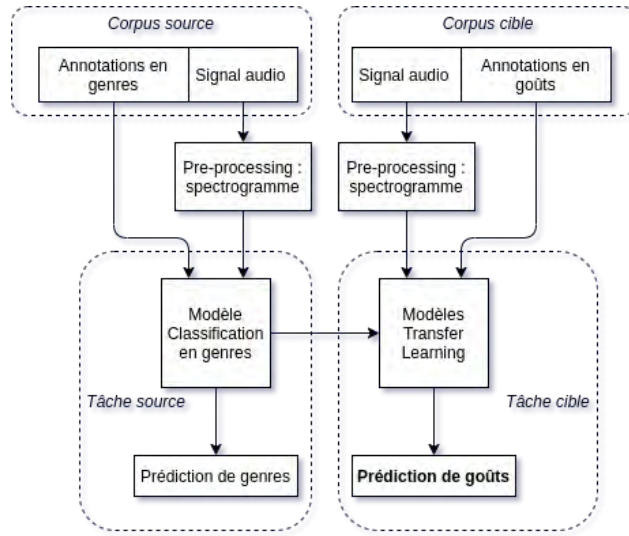 Corpus source
Annotations en
genres
Signal audio
Corpus cible
Signal audio
Annotations en
goûts
Pre-processing :
spectrogramme
Pre-processing :
spectrogramme
Modèle
Classification
en genres
Modèles
Transfer
Learning
Tâche source
Tâche cible
Prédiction de genres
Prédiction de goûts